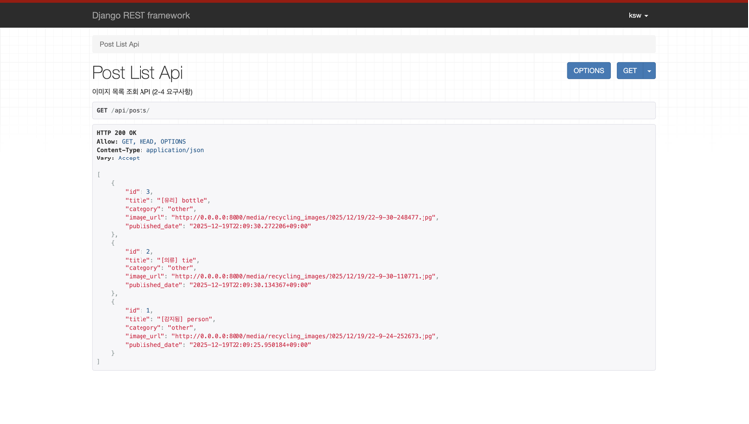 Django REST framework
ksw
Post List Api
Post List Api
OPTIONS
GET
이미지 목록 조회 API (2-4 요구사항)
GET /api/posts/
HTTP 200 OK
Allow: GET, HEAD, OPTIONS
Content-Type: application/json
Vary: Accept
[
{
"id": 3,
"title": "[유리] bottle",
"category": "other",
"image_url": "http://0.0.0.0:8000/media/recycling_images/2025/12/19/22-9-30-248477.jpg",
"published_date": "2025-12-19T22:09:30.272206+09:00"
},
{
"id": 2,
"title": "[의류] tie",
"category": "other",
"image_url": "http://0.0.0.0:8000/media/recycling_images/2025/12/19/22-9-30-110771.jpg",
"published_date": "2025-12-19T22:09:30.134367+09:00"
},
{
"id": 1,
"title": "[감지됨] person",
"category": "other",
"image_url": "http://0.0.0.0:8000/media/recycling_images/2025/12/19/22-9-24-252673.jpg",
"published_date": "2025-12-19T22:09:25.950184+09:00"
}
]